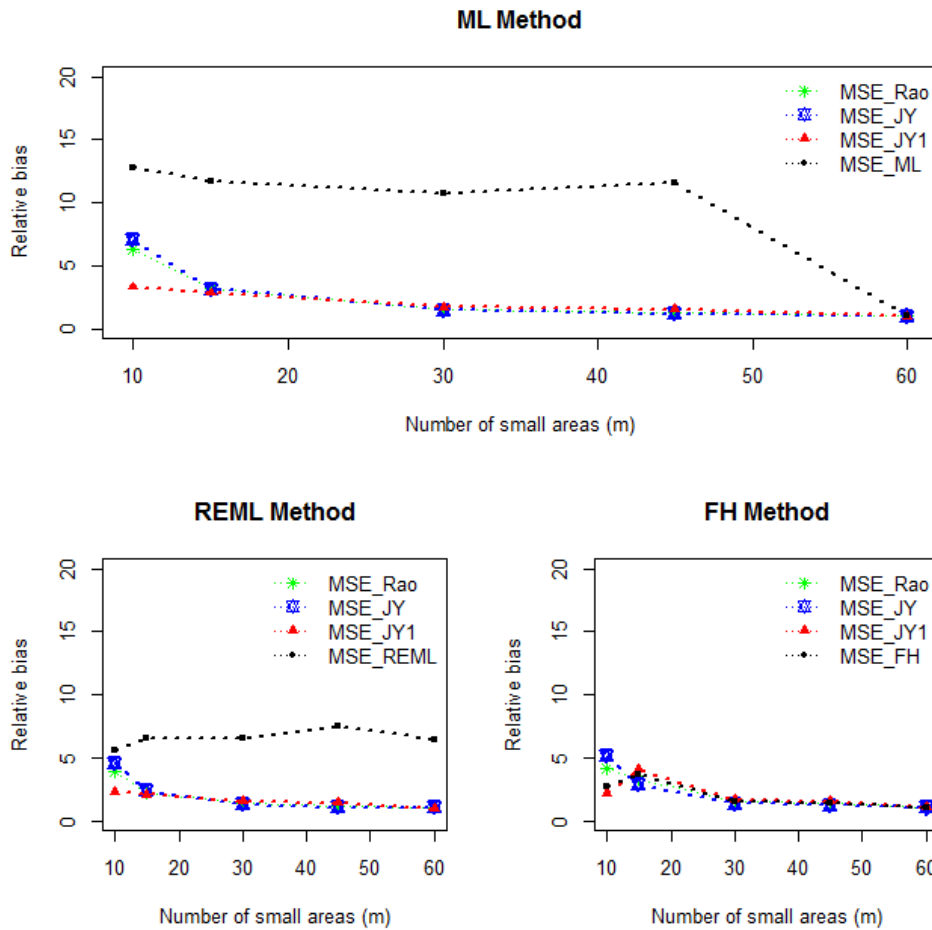 ML Method
20
15
10
5
0
Relative bias
MSE_Rao
MSE_JY
MSE_JY1
MSE_ML
10 20 30 40 50 60
Number of small areas (m)
REML Method
20
15
10
5
0
Relative bias
MSE_Rao
MSE_JY
MSE_JY1
MSE_REML
10 20 30 40 50 60
Number of small areas (m)
FH Method
20
15
10
5
0
Relative bias
MSE_Rao
MSE_JY
MSE_JY1
MSE_FH
10 20 30 40 50 60
Number of small areas (m)